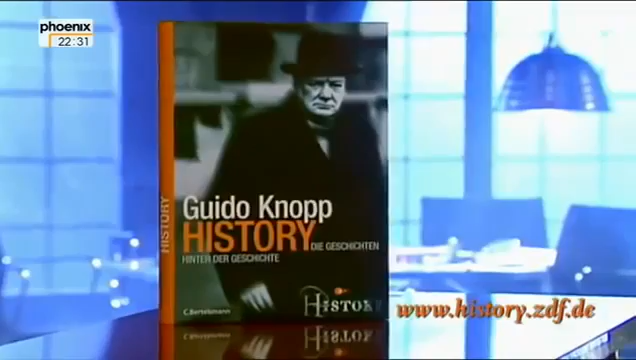 phoenix
22:31
HISTORY
Guido Knopp
HISTORY DIE GESCHICHTEN
HINTER DER GESCHICHTE
C.Bertelsmann
HISTORY
www.history.zdf.de